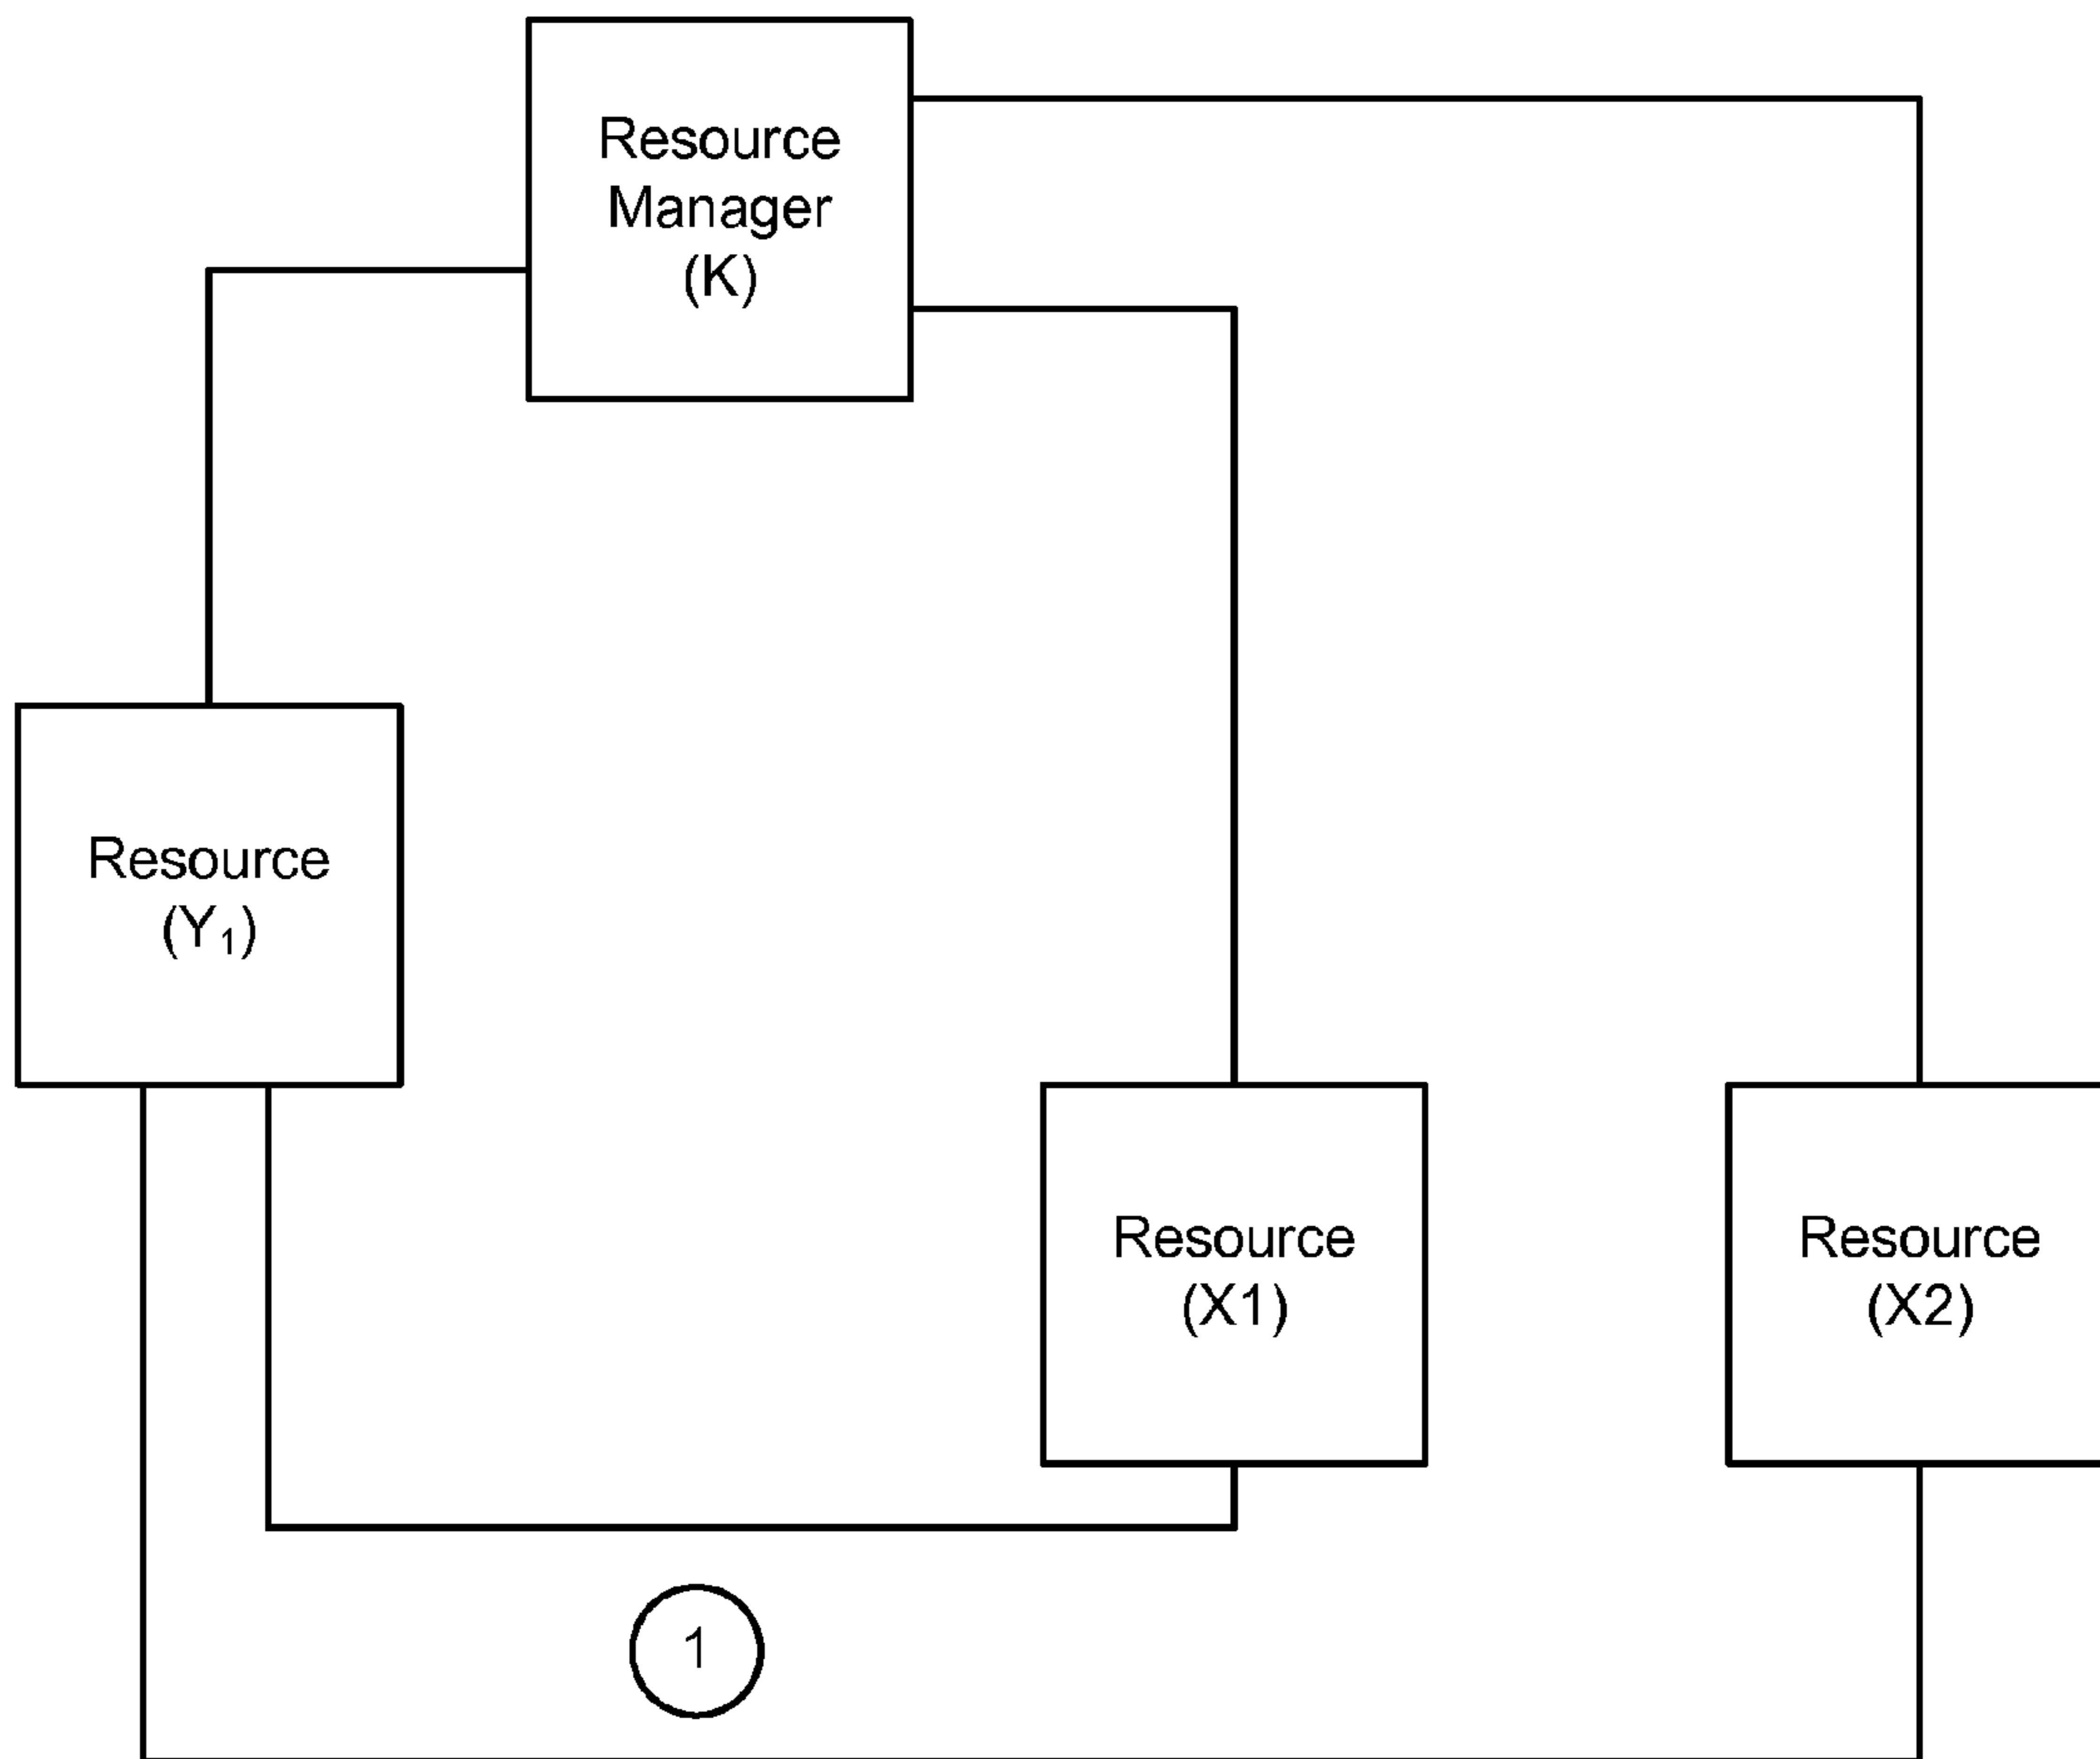 Resource
Manager
(K)
Resource
(Y₁)
Resource
(X1)
Resource
(X2)
1